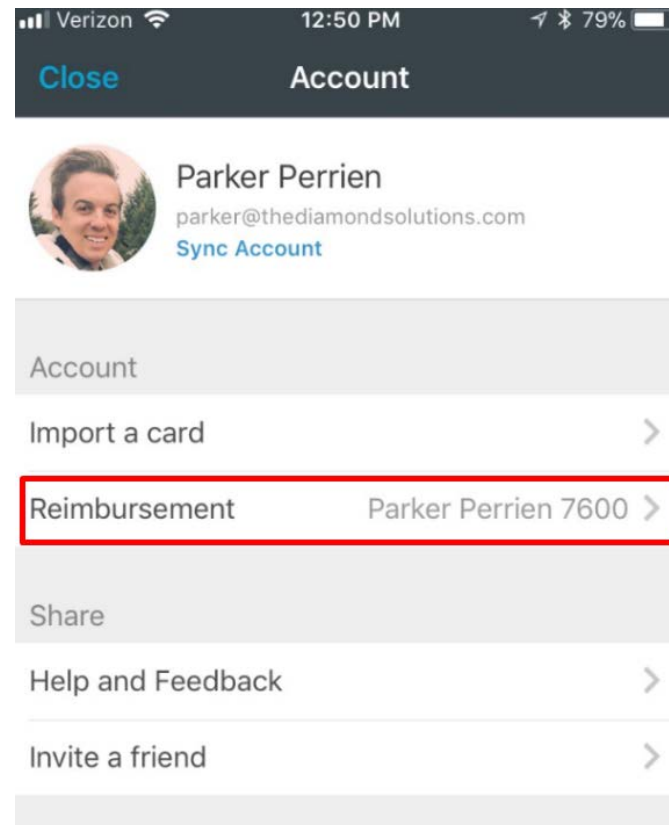 Verizon 12:50 PM 79%
Close Account
Parker Perrien
parker@thediamondsolutions.com
Sync Account
Account
Import a card
Reimbursement Parker Perrien 7600
Share
Help and Feedback
Invite a friend